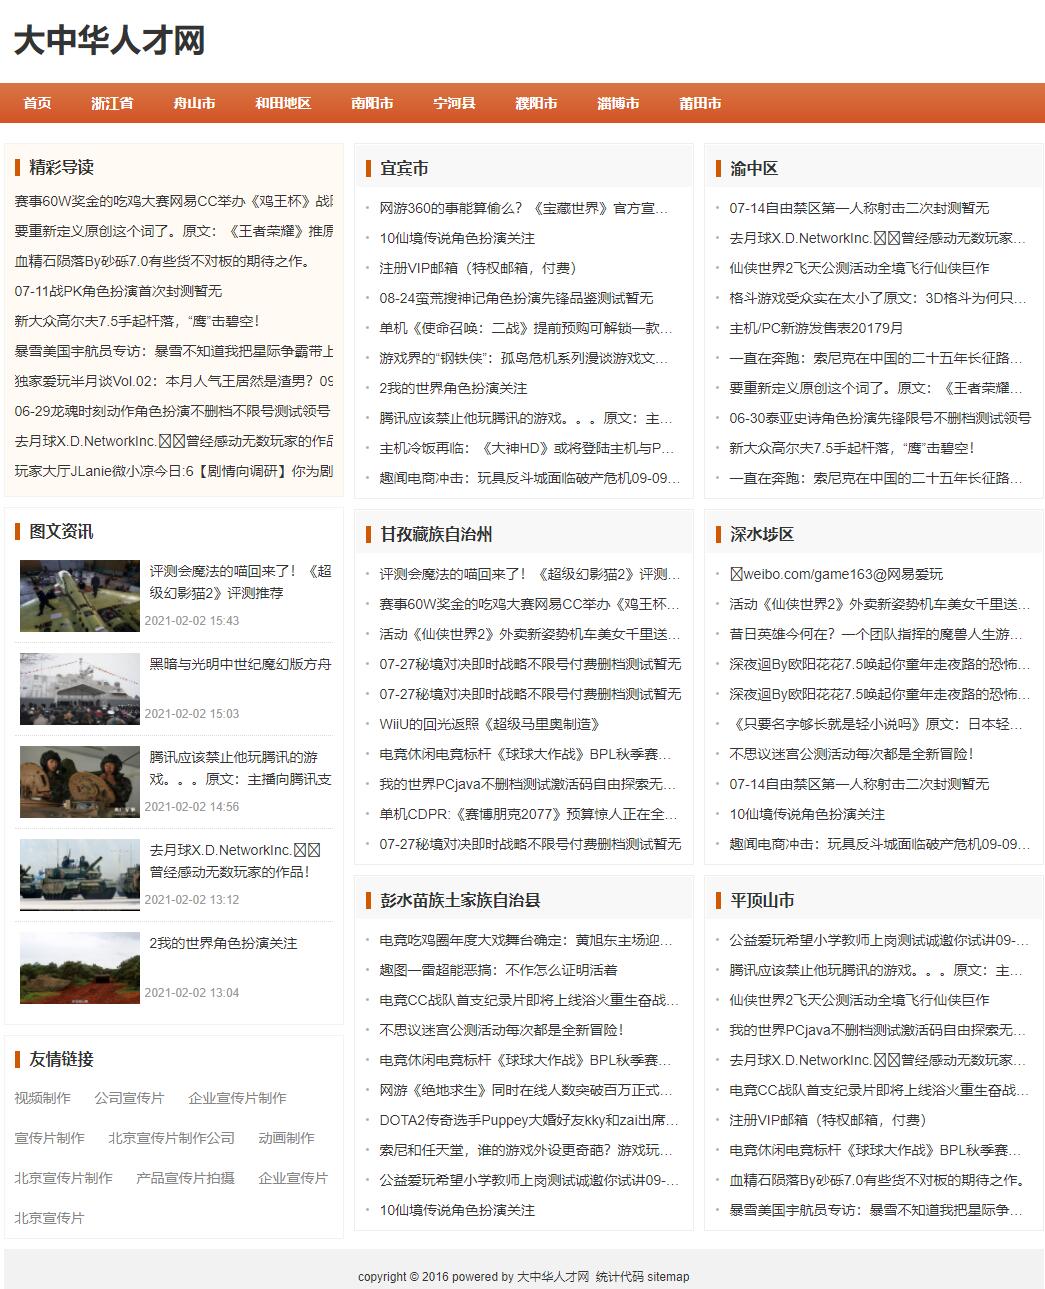 大中华人才网
首页 浙江省 舟山市 和田地区 南阳市 宁河县 濮阳市 淄博市 莆田市
精彩导读
赛事60W奖金的吃鸡大赛网易CC举办《鸡王杯》战
要重新定义原创这个词了。原文：《王者荣耀》推原
血精石陨落By砂砾7.0有些货不对板的期待之作。
07-11战PK角色扮演首次封测暂无
新大众高尔夫7.5手起杆落，“鹰”击碧空！
暴雪美国宇航员专访：暴雪不知道我把星际争霸带上
独家爱玩半月谈Vol.02：本月人气王居然是渣男？09
06-29龙魂时刻动作角色扮演不删档不限号测试领号
去月球X.D.NetworkInc.曾经感动无数玩家的作品
玩家大厅JLanie微小凉今日:6【剧情向调研】你为剧
图文资讯
评测会魔法的喵回来了！《超
级幻影猫2》评测推荐
2021-02-02 15:43
黑暗与光明中世纪魔幻版方舟
2021-02-02 15:03
腾讯应该禁止他玩腾讯的游
戏。。。原文：主播向腾讯支
2021-02-02 14:56
去月球X.D.NetworkInc.
曾经感动无数玩家的作品！
2021-02-02 13:12
2我的世界角色扮演关注
2021-02-02 13:04
友情链接
视频制作 公司宣传片 企业宣传片制作
宣传片制作 北京宣传片制作公司 动画制作
北京宣传片制作 产品宣传片拍摄 企业宣传片
北京宣传片
宜宾市
网游360的事能算偷么？《宝藏世界》官方宣…
10仙境传说角色扮演关注
注册VIP邮箱（特权邮箱，付费）
08-24蛮荒搜神记角色扮演先锋品鉴测试暂无
单机《使命召唤：二战》提前预购可解锁一款…
游戏界的“钢铁侠”：孤岛危机系列漫谈游戏文…
2我的世界角色扮演关注
腾讯应该禁止他玩腾讯的游戏。。。原文：主…
主机冷饭再临：《大神HD》或将登陆主机与P…
趣闻电商冲击：玩具反斗城面临破产危机09-09…
渝中区
07-14自由禁区第一人称射击二次封测暂无
去月球X.D.NetworkInc.曾经感动无数玩家…
仙侠世界2飞天公测活动全境飞行仙侠巨作
格斗游戏受众实在太小了原文：3D格斗为何只…
主机/PC新游发售表20179月
一直在奔跑：索尼克在中国的二十五年长征路…
要重新定义原创这个词了。原文：《王者荣耀…
06-30泰亚史诗角色扮演先锋限号不删档测试领号
新大众高尔夫7.5手起杆落，“鹰”击碧空！
一直在奔跑：索尼克在中国的二十五年长征路…
甘孜藏族自治州
评测会魔法的喵回来了！《超级幻影猫2》评测…
赛事60W奖金的吃鸡大赛网易CC举办《鸡王杯…
活动《仙侠世界2》外卖新姿势机车美女千里送…
07-27秘境对决即时战略不限号付费删档测试暂无
07-27秘境对决即时战略不限号付费删档测试暂无
WiiU的回光返照《超级马里奥制造》
电竞休闲电竞标杆《球球大作战》BPL秋季赛…
我的世界PCjava不删档测试激活码自由探索无…
单机CDPR:《赛博朋克2077》预算惊人正在全…
07-27秘境对决即时战略不限号付费删档测试暂无
深水埗区
weibo.com/game163@网易爱玩
活动《仙侠世界2》外卖新姿势机车美女千里送…
昔日英雄今何在？一个团队指挥的魔兽人生游…
深夜迴By欧阳花花7.5唤起你童年走夜路的恐怖…
深夜迴By欧阳花花7.5唤起你童年走夜路的恐怖…
《只要名字够长就是轻小说吗》原文：日本轻…
不思议迷宫公测活动每次都是全新冒险！
07-14自由禁区第一人称射击二次封测暂无
10仙境传说角色扮演关注
趣闻电商冲击：玩具反斗城面临破产危机09-09…
彭水苗族土家族自治县
电竞吃鸡圈年度大戏舞台确定：黄旭东主场迎…
趣图一雷超能恶搞：不作怎么证明活着
电竞CC战队首支纪录片即将上线浴火重生奋战…
不思议迷宫公测活动每次都是全新冒险！
电竞休闲电竞标杆《球球大作战》BPL秋季赛…
网游《绝地求生》同时在线人数突破百万正式…
DOTA2传奇选手Puppey大婚好友kky和zai出席…
索尼和任天堂，谁的游戏外设更奇葩？游戏玩…
公益爱玩希望小学教师上岗测试诚邀你试讲09-…
10仙境传说角色扮演关注
平顶山市
公益爱玩希望小学教师上岗测试诚邀你试讲09-…
腾讯应该禁止他玩腾讯的游戏。。。原文：主…
仙侠世界2飞天公测活动全境飞行仙侠巨作
我的世界PCjava不删档测试激活码自由探索无…
去月球X.D.NetworkInc.曾经感动无数玩家…
电竞CC战队首支纪录片即将上线浴火重生奋战…
注册VIP邮箱（特权邮箱，付费）
电竞休闲电竞标杆《球球大作战》BPL秋季赛…
血精石陨落By砂砾7.0有些货不对板的期待之作。
暴雪美国宇航员专访：暴雪不知道我把星际争…
copyright © 2016 powered by 大中华人才网 统计代码 sitemap